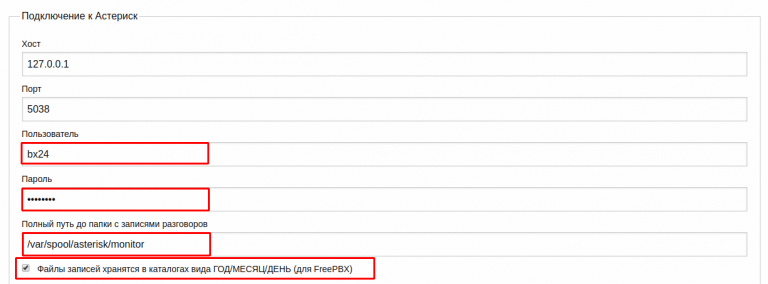 Подключение к Астериск
Хост
127.0.0.1
Порт
5038
Пользователь
bx24
Пароль
••••••••
Полный путь до папки с записями разговоров
/var/spool/asterisk/monitor
Файлы записей хранятся в каталогах вида ГОД/МЕСЯЦ/ДЕНЬ (для FreePBX)